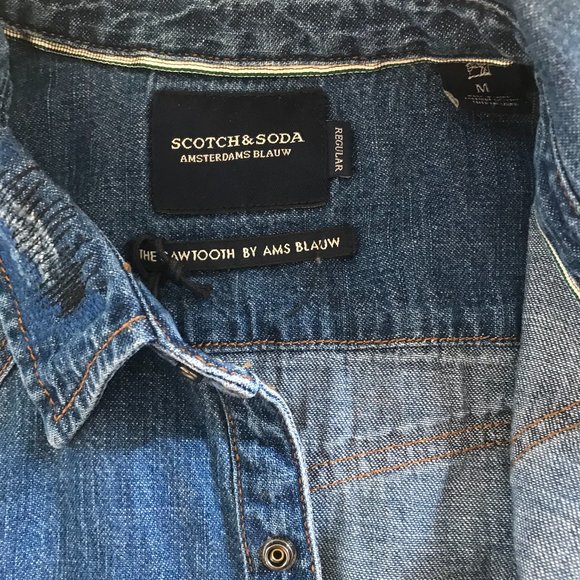 SCOTCH & SODA
AMSTERDAMS BLAUW
REGULAR
M
THE SAWTOOTH BY AMS BLAUW